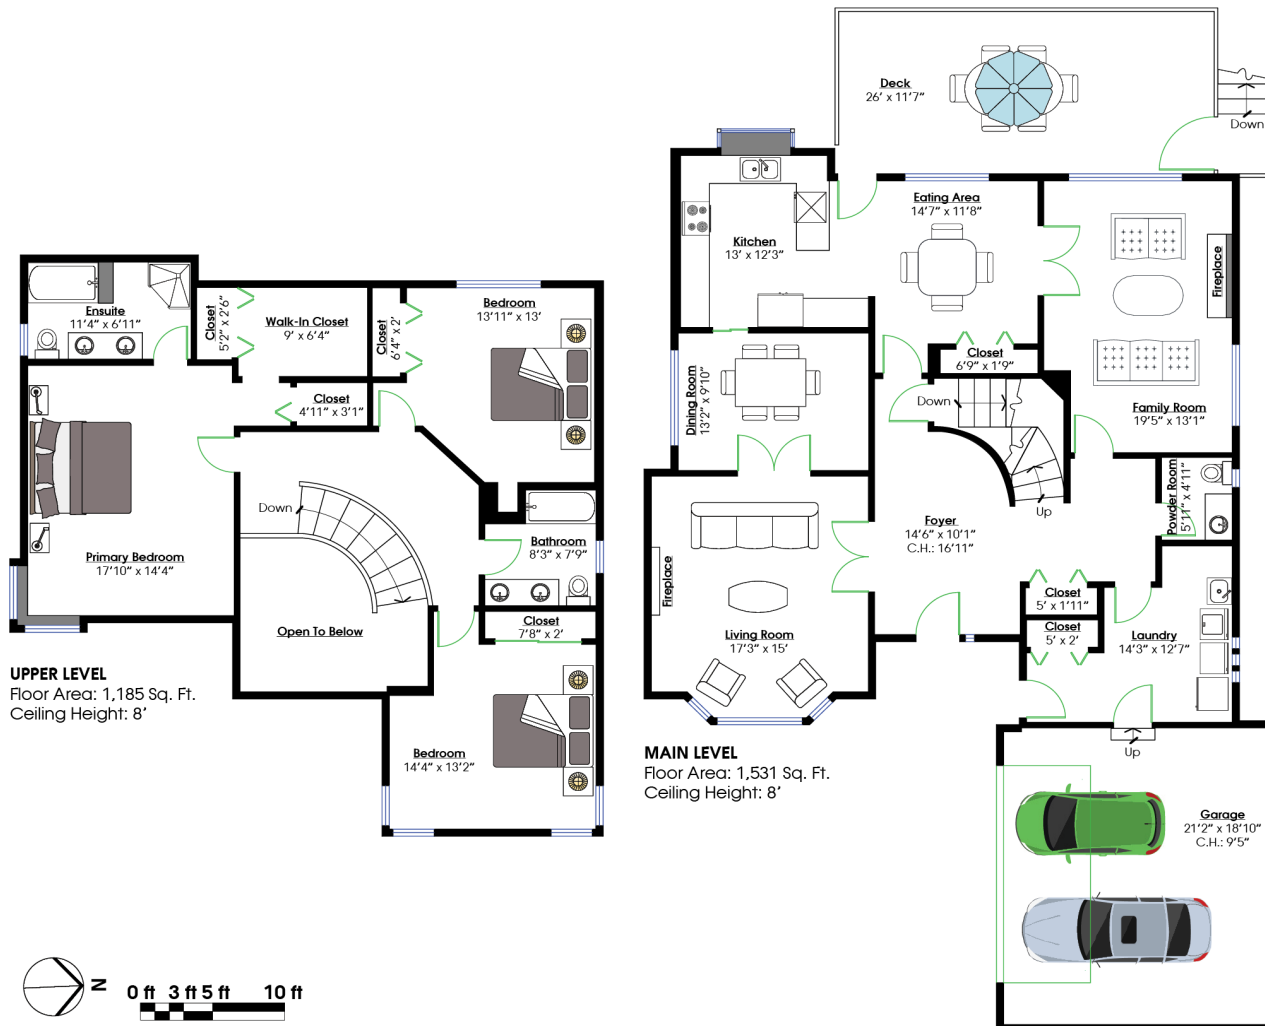 Deck
26' x 11'7"
Down
Eating Area
14'7" x 11'8"
Kitchen
13' x 12'3"
Fireplace
Closet
6'9" x 1'9"
Family Room
19'5" x 13'1"
Dining Room
13'2" x 9'10"
Down
Up
Powder Room
5'11" x 4'11"
Foyer
14'6" x 10'1"
C.H.: 16'11"
Fireplace
Living Room
17'3" x 15'
Closet
5' x 1'11"
Closet
5' x 2'
Laundry
14'3" x 12'7"
Up
Garage
21'2" x 18'10"
C.H.: 9'5"
MAIN LEVEL
Floor Area: 1,531 Sq. Ft.
Ceiling Height: 8'
Ensuite
11'4" x 6'11"
Closet
5'2" x 2'6"
Walk-In Closet
9' x 6'4"
Closet
6'4" x 2'
Bedroom
13'11" x 13'
Closet
4'11" x 3'1"
Primary Bedroom
17'10" x 14'4"
Down
Bathroom
8'3" x 7'9"
Open To Below
Closet
7'8" x 2'
Bedroom
14'4" x 13'2"
UPPER LEVEL
Floor Area: 1,185 Sq. Ft.
Ceiling Height: 8'
N
0 ft 3 ft 5 ft 10 ft